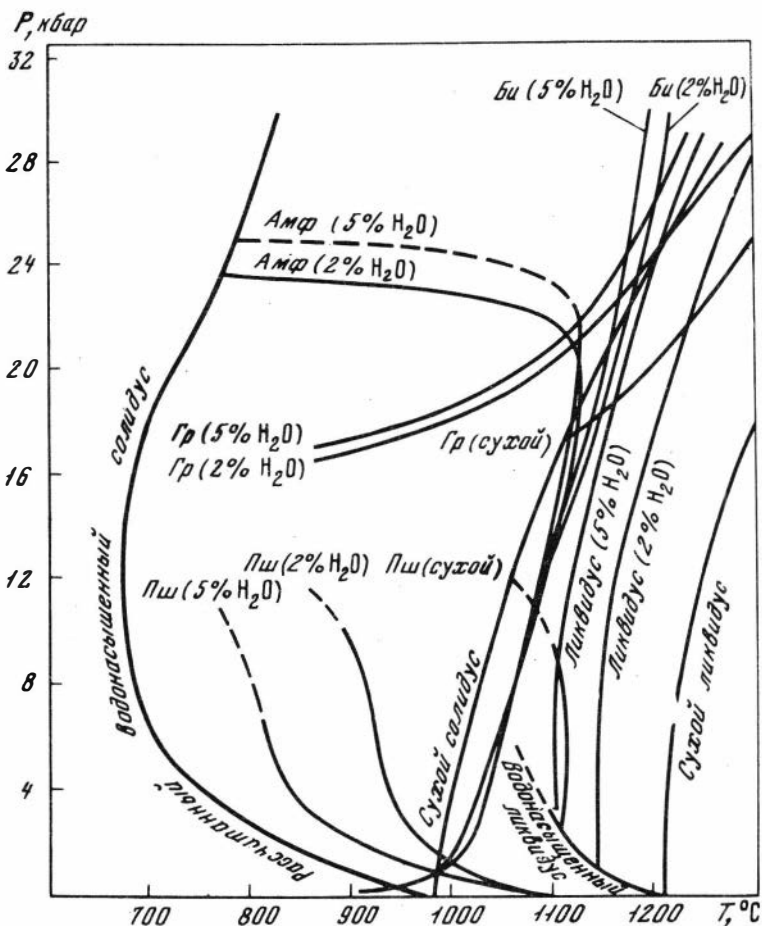 Р, кбар
32
28
24
20
16
12
8
4
Би (5% H₂O)
Би (2% H₂O)
Амф (5% H₂O)
Амф (2% H₂O)
солидус
Гр (5% H₂O)
Гр (2% H₂O)
Гр (сухой)
Пш (2% H₂O)
Пш (сухой)
Пш (5% H₂O)
водонасыщенный
Рассчитанный
Сухой солидус
Ликвидус (5% H₂O)
Ликвидус (2% H₂O)
Сухой ликвидус
Водонасыщенный
ликвидус
700 800 900 1000 1100 1200 T, °C